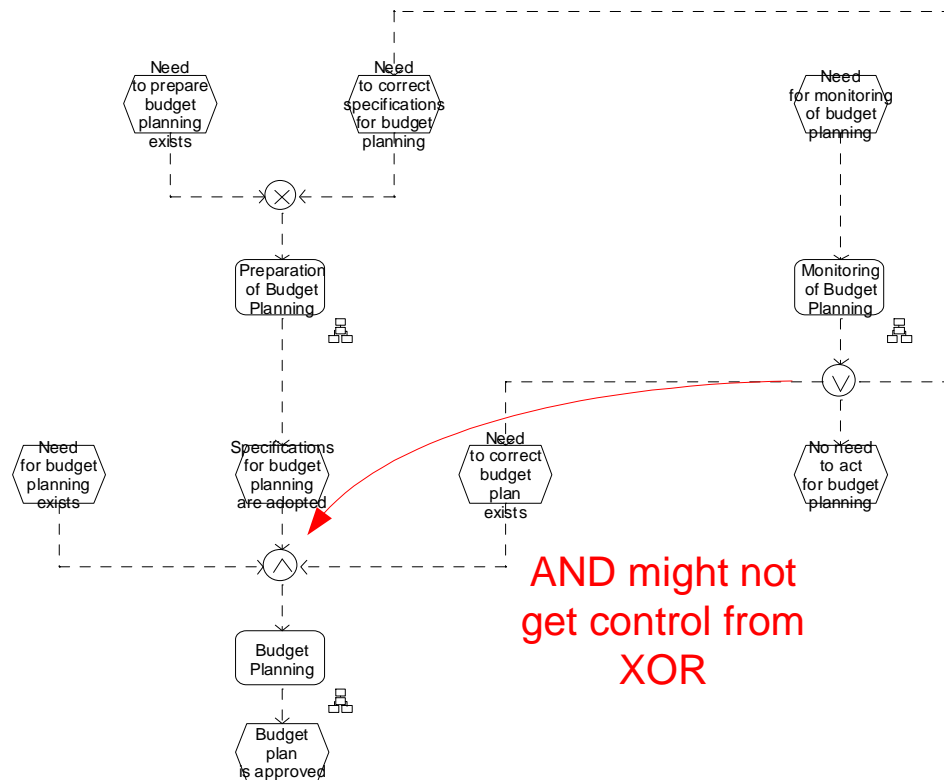 Need
to prepare
budget
planning
exists
Need
to correct
specifications
for budget
planning
Need
for monitoring
of budget
planning
Preparation
of Budget
Planning
Monitoring
of Budget
Planning
Need
for budget
planning
exists
Specifications
for budget
planning
are adopted
Need
to correct
budget
plan
exists
No need
to act
for budget
planning
AND might not
get control from
XOR
Budget
Planning
Budget
plan
is approved